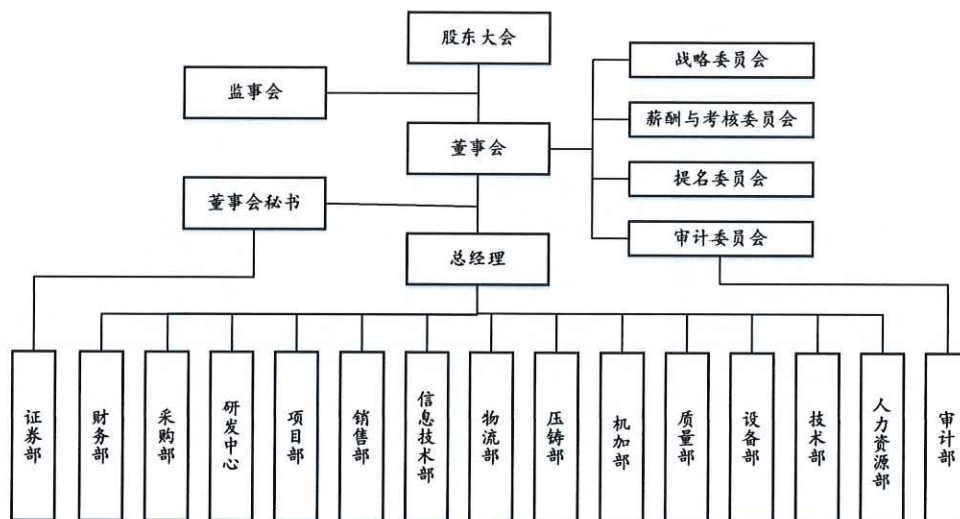 股东大会
战略委员会
监事会
薪酬与考核委员会
董事会
提名委员会
董事会秘书
审计委员会
总经理
证券部
财务部
采购部
研发中心
项目部
销售部
信息技术部
物流部
压铸部
机加部
质量部
设备部
技术部
人力资源部
审计部